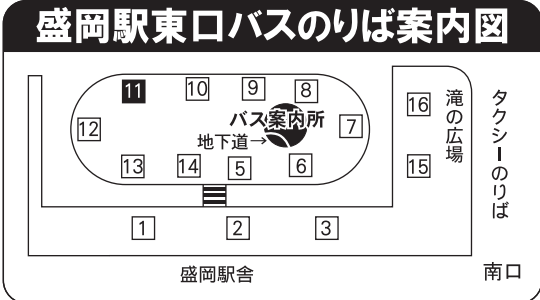 盛岡駅東口バスのりば案内図
11
10
9
8
16
滝の広場
タクシーのりば
バス案内所
12
7
地下道→
13
14
5
6
15
1
2
3
盛岡駅舎
南口